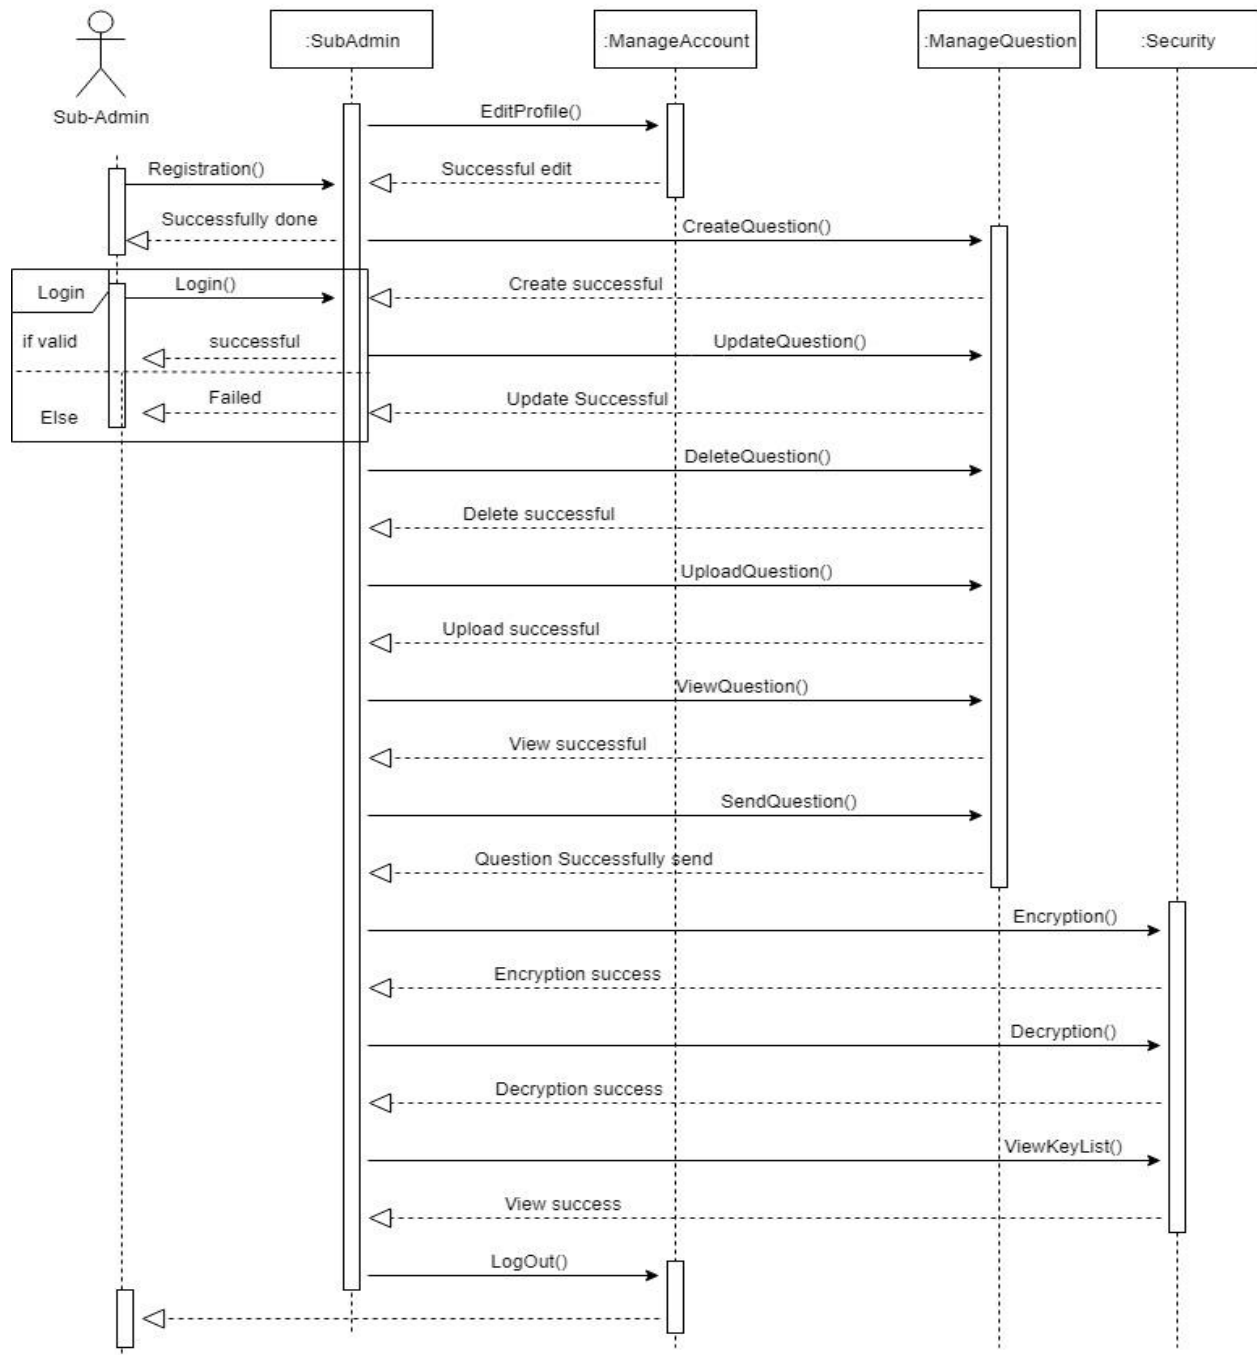 :SubAdmin
:ManageAccount
:ManageQuestion
:Security
Sub-Admin
EditProfile()
Registration()
Successful edit
Successfully done
CreateQuestion()
Login
Login()
Create successful
if valid
successful
UpdateQuestion()
Else
Failed
Update Successful
DeleteQuestion()
Delete successful
UploadQuestion()
Upload successful
ViewQuestion()
View successful
SendQuestion()
Question Successfully send
Encryption()
Encryption success
Decryption()
Decryption success
ViewKeyList()
View success
LogOut()